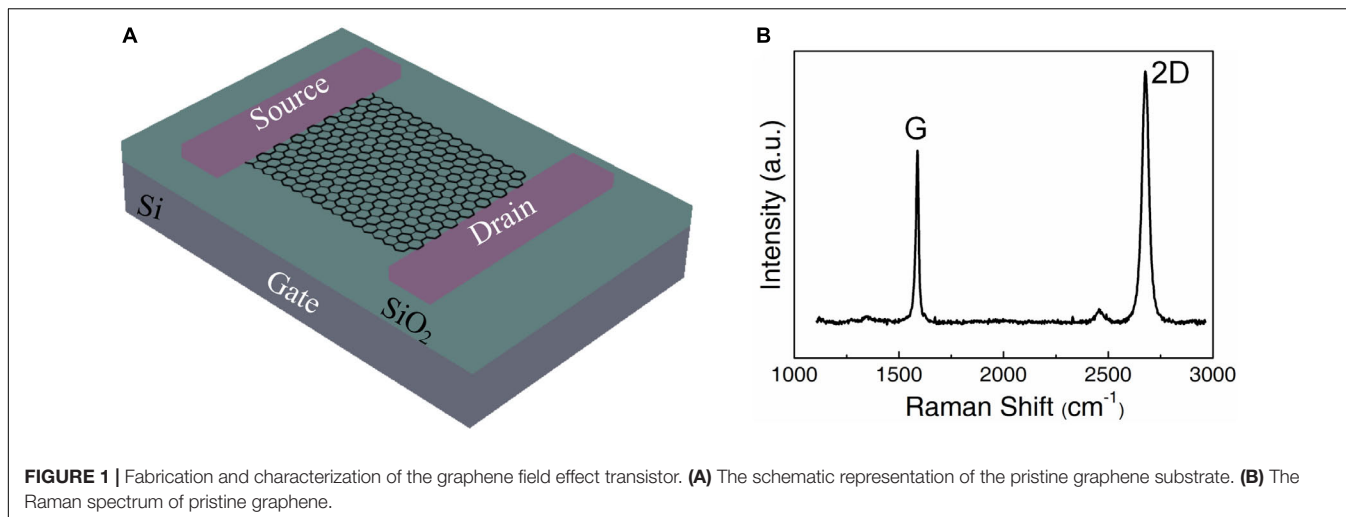 A
Source
Drain
Si
Gate
SiO₂
B
Intensity (a.u.)
G
2D
1000 1500 2000 2500 3000
Raman Shift (cm⁻¹)
FIGURE 1 | Fabrication and characterization of the graphene field effect transistor. (A) The schematic representation of the pristine graphene substrate. (B) The
Raman spectrum of pristine graphene.